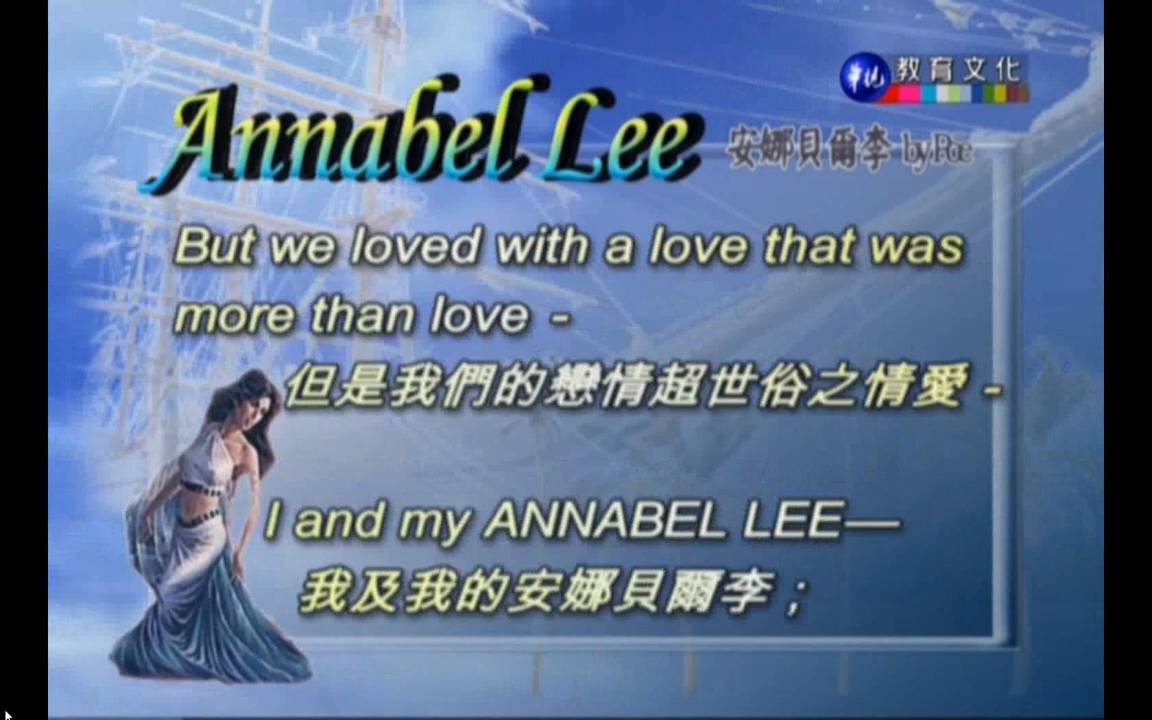 華視 教育文化
Annabel Lee 安娜貝爾李 by Poe
But we loved with a love that was
more than love -
但是我們的戀情超世俗之情愛 -
I and my ANNABEL LEE—
我及我的安娜貝爾李；